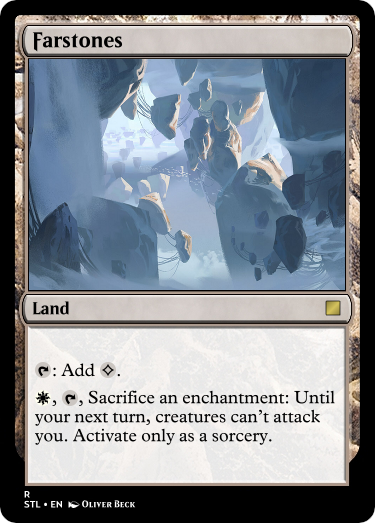 Farstones
Land
: Add .
, , Sacrifice an enchantment: Until
your next turn, creatures can't attack
you. Activate only as a sorcery.
R
STL • EN Oliver Beck